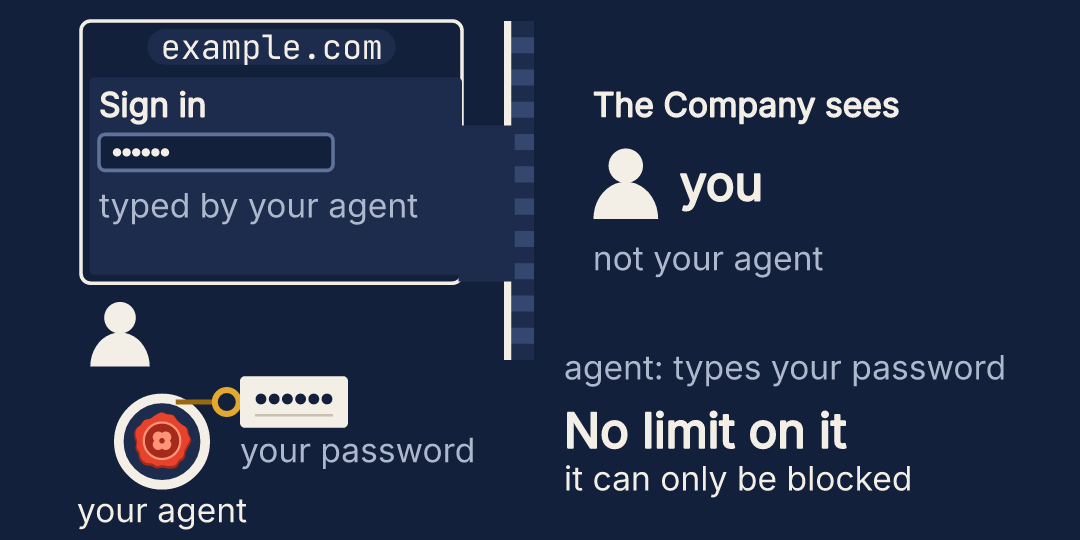 example.com
Sign in
••••••
typed by your agent
••••••
your password
your agent
The Company sees
you
not your agent
agent: types your password
No limit on it
it can only be blocked